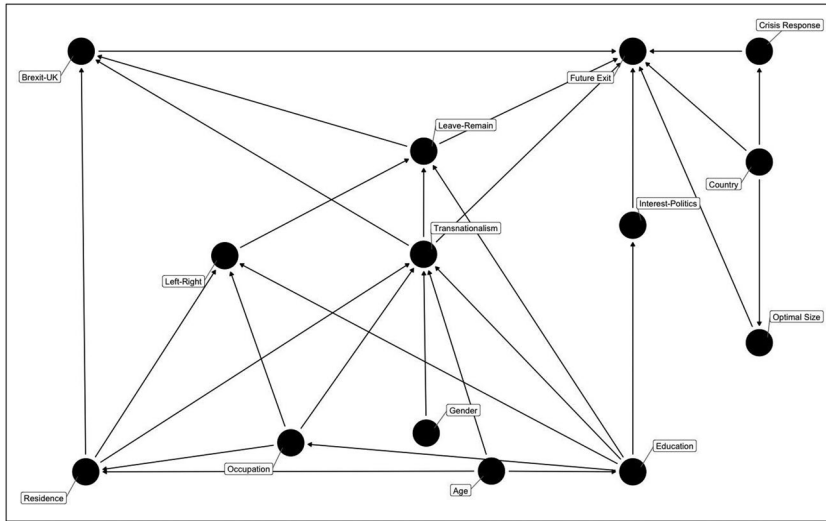 Crisis Response
Brexit-UK
Future Exit
Leave-Remain
Country
Interest-Politics
Transnationalism
Left-Right
Optimal Size
Gender
Education
Occupation
Age
Residence